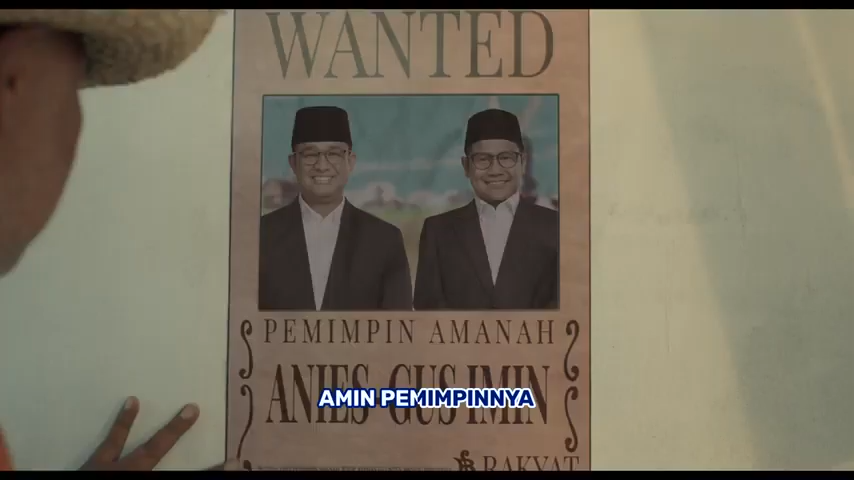 WANTED
PEMIMPIN AMANAH
ANIES-GUS IMIN
AMIN PEMIMPINNYA
RAKYAT